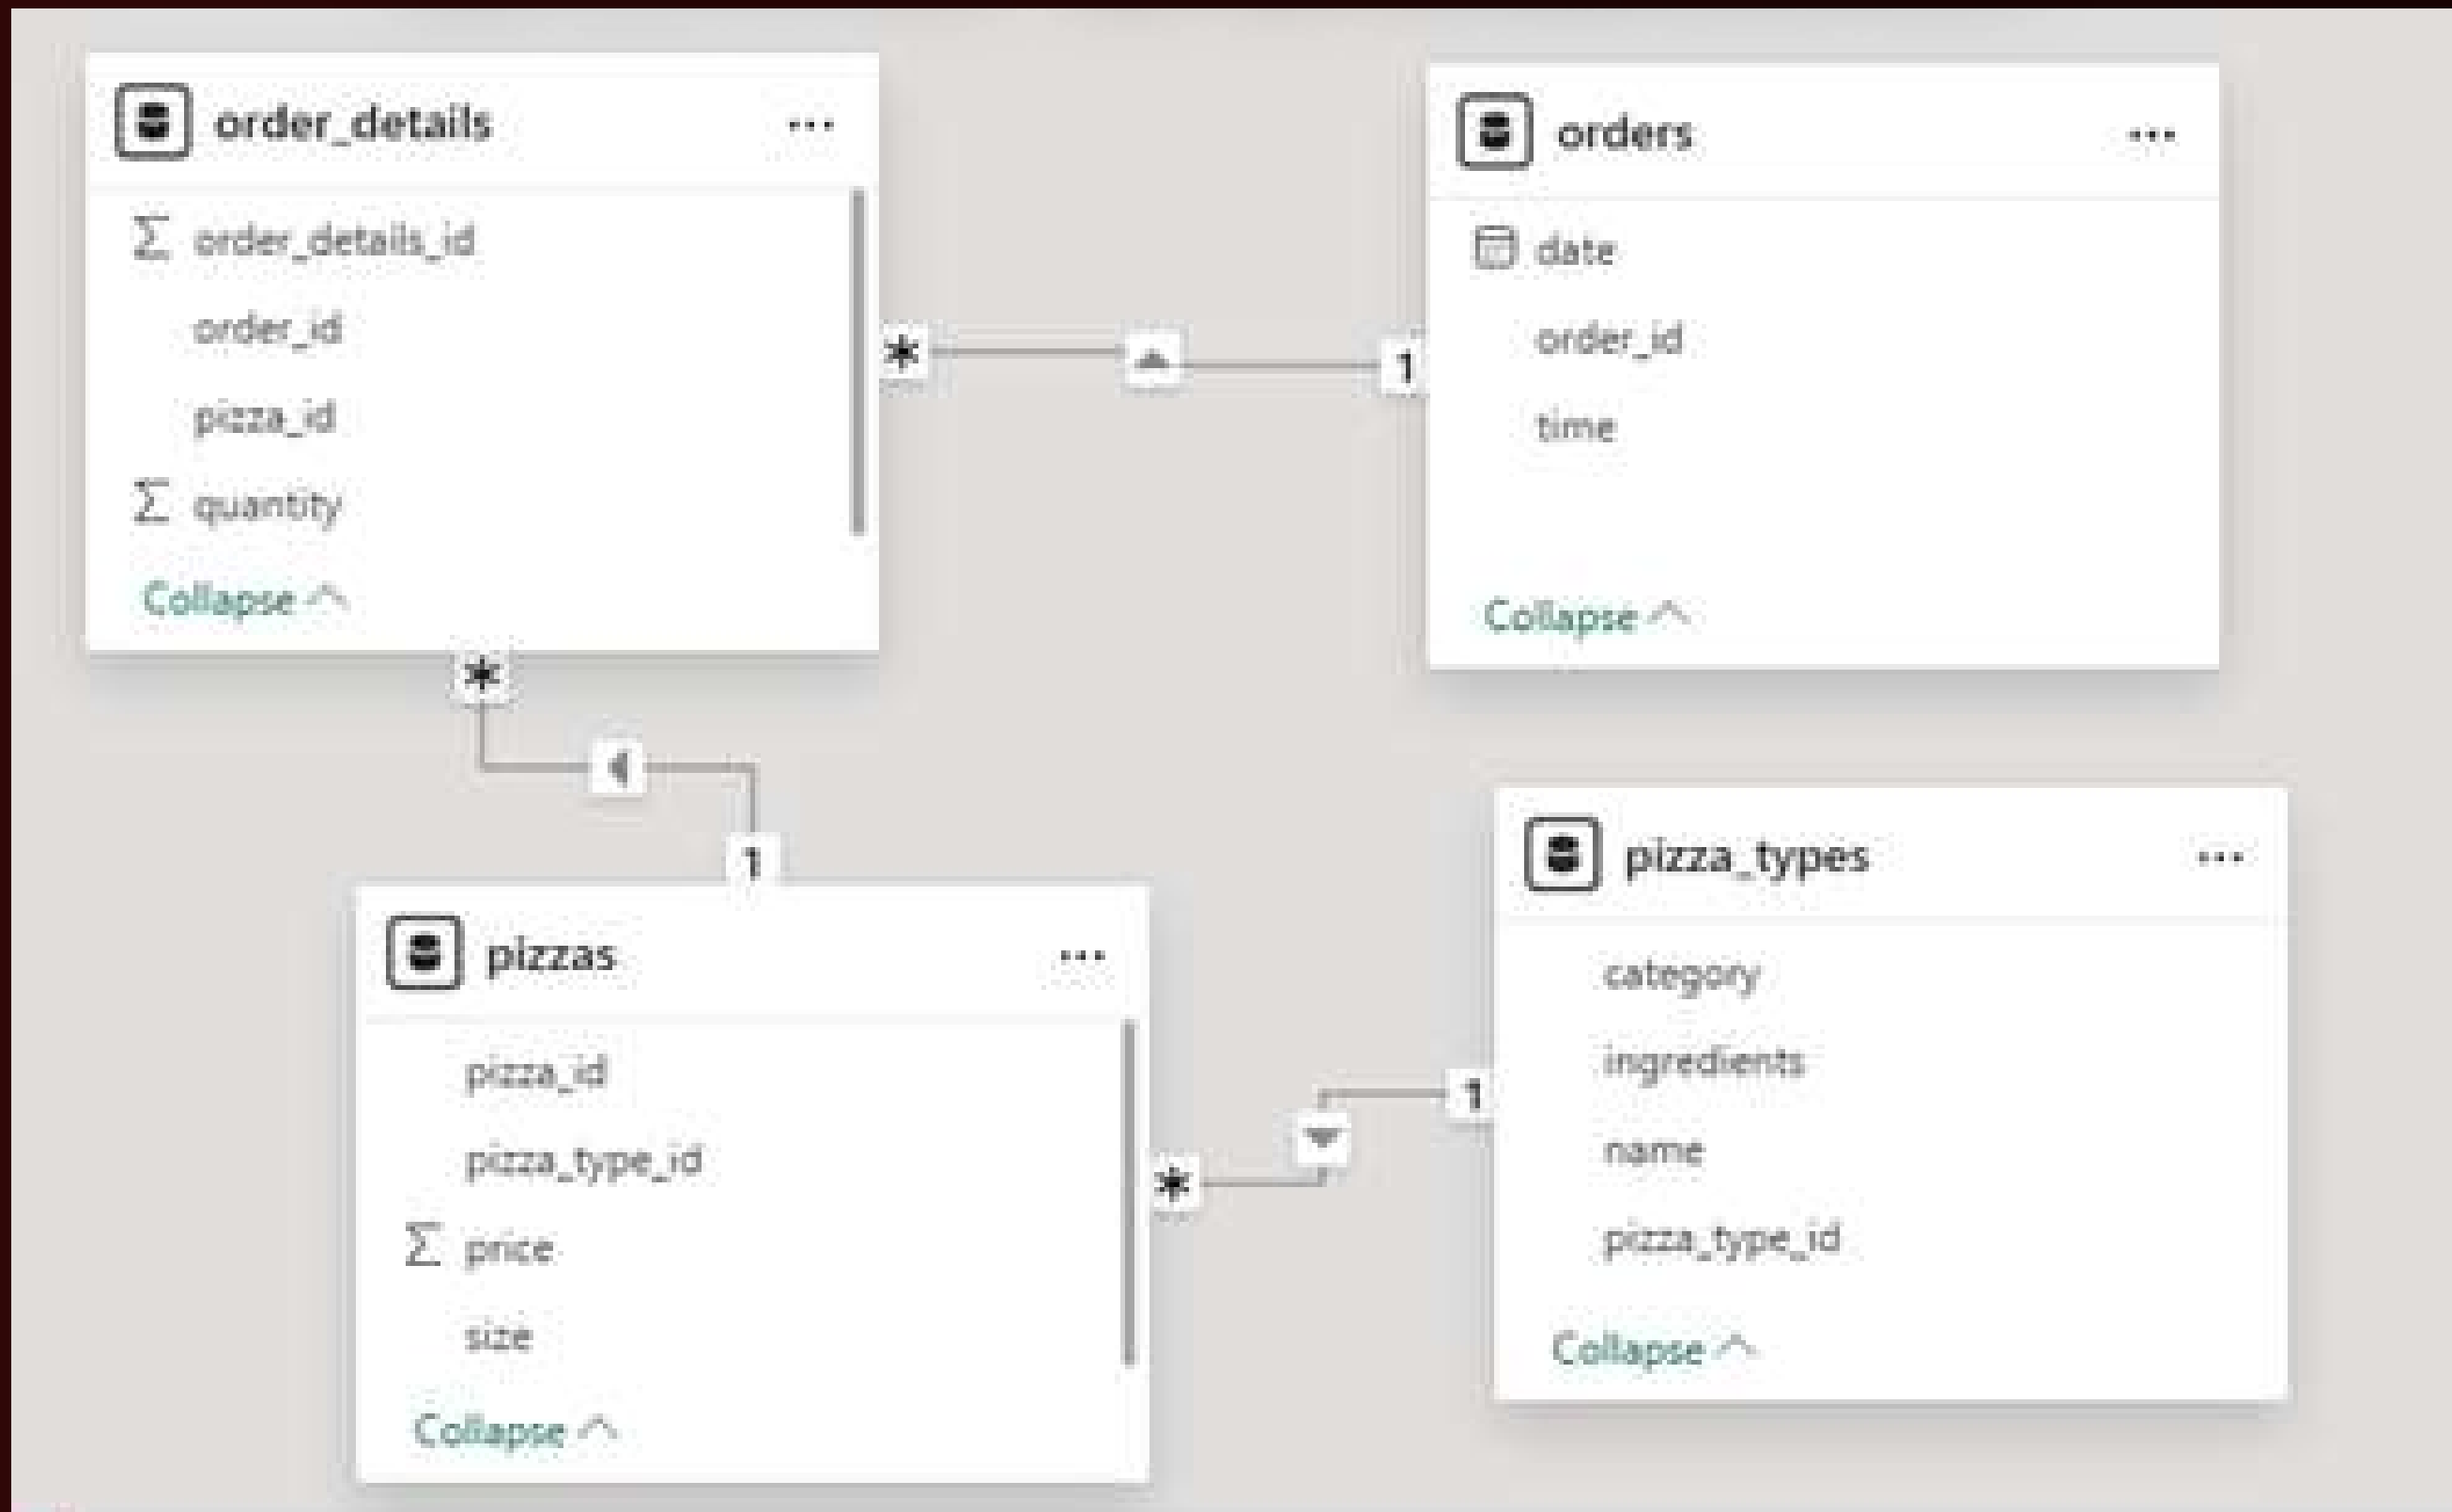 order_details ...
order_details_id
order_id
pizza_id
Σ quantity
Collapse
orders ...
date
order_id
time
Collapse
* 1
* 1
pizzas ...
pizza_id
pizza_type_id
Σ price
size
Collapse
* 1
pizza_types ...
category
ingredients
name
pizza_type_id
Collapse